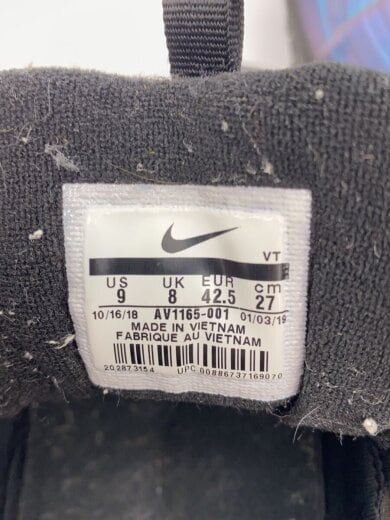 VT
US UK EUR cm
9 8 42.5 27
10/16/18 AV1165-001 01/03/19
MADE IN VIETNAM
FABRIQUE AU VIETNAM
202873154 UPC 00886737169070